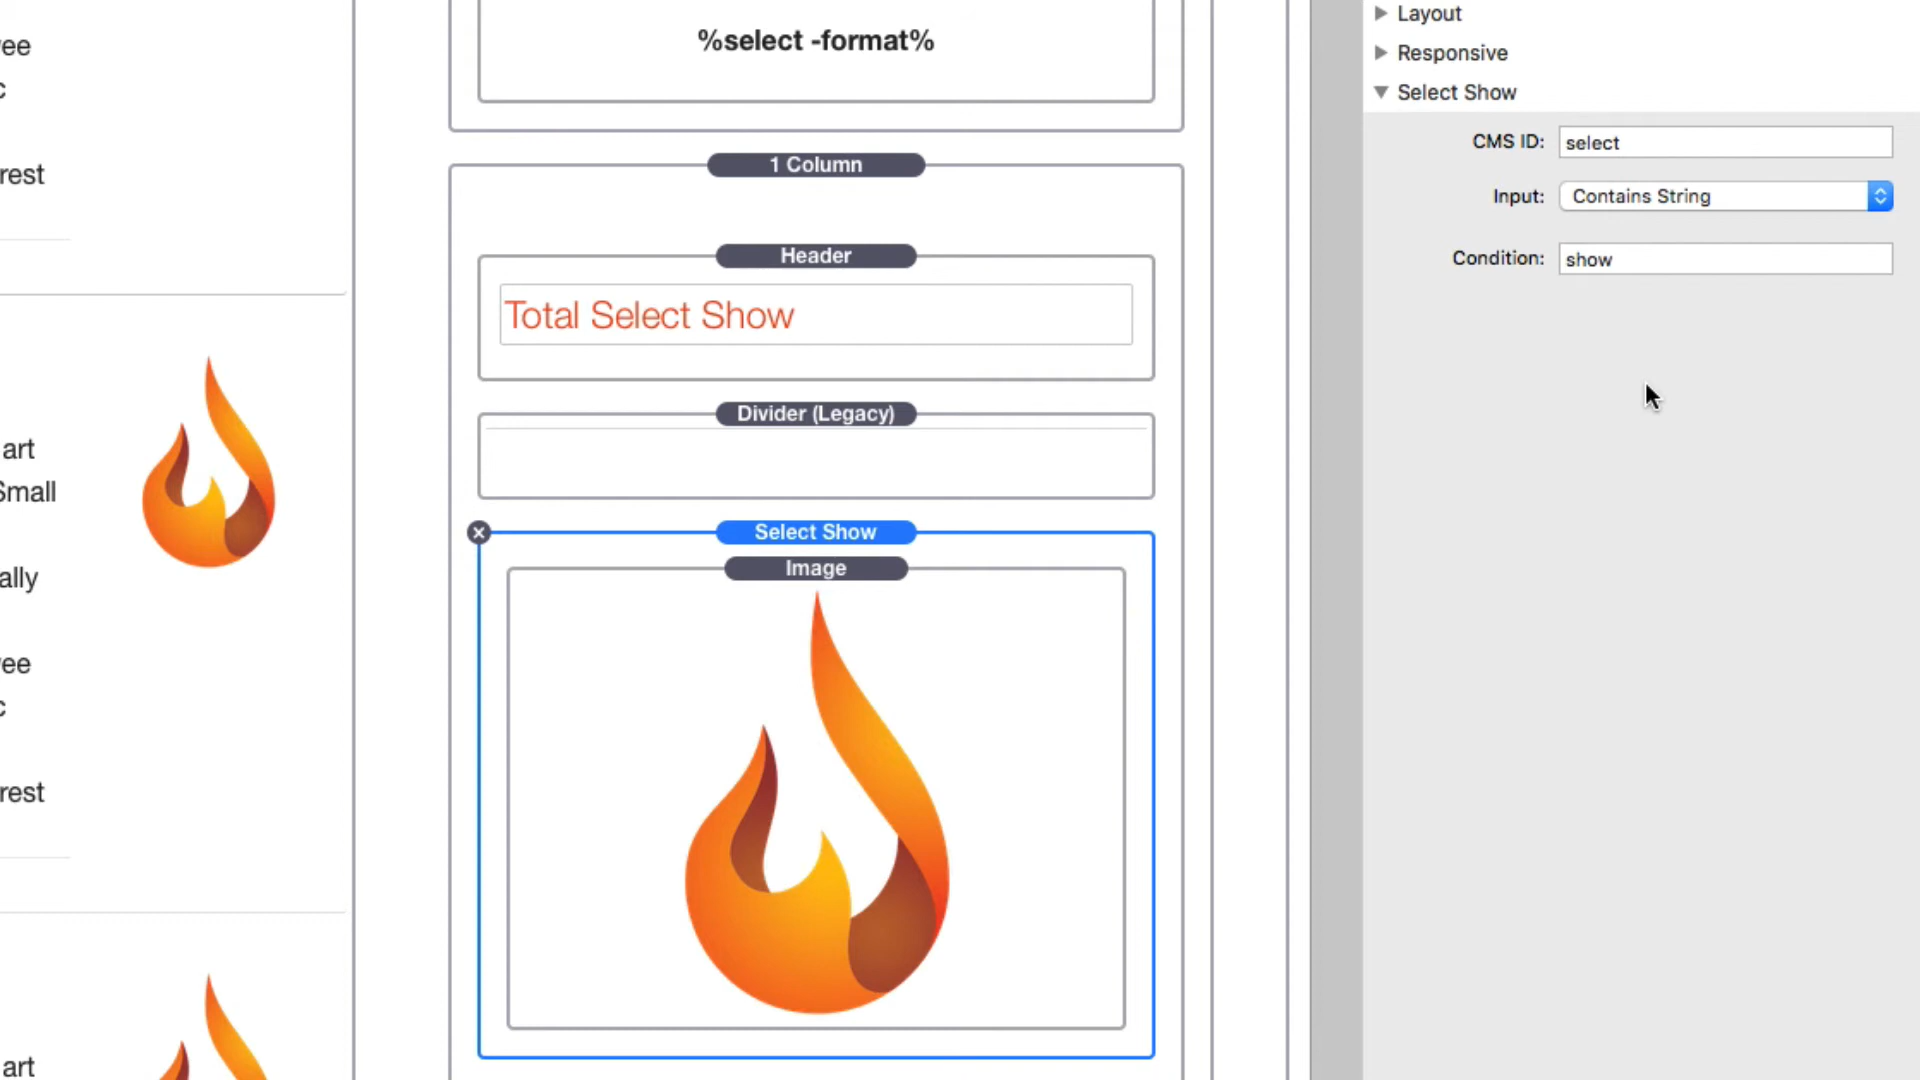 ee
c
rest
art
Small
ally
ee
c
rest
art
%select -format%
1 Column
Header
Total Select Show
Divider (Legacy)
Select Show
Image
Layout
Responsive
Select Show
CMS ID: select
Input: Contains String
Condition: show